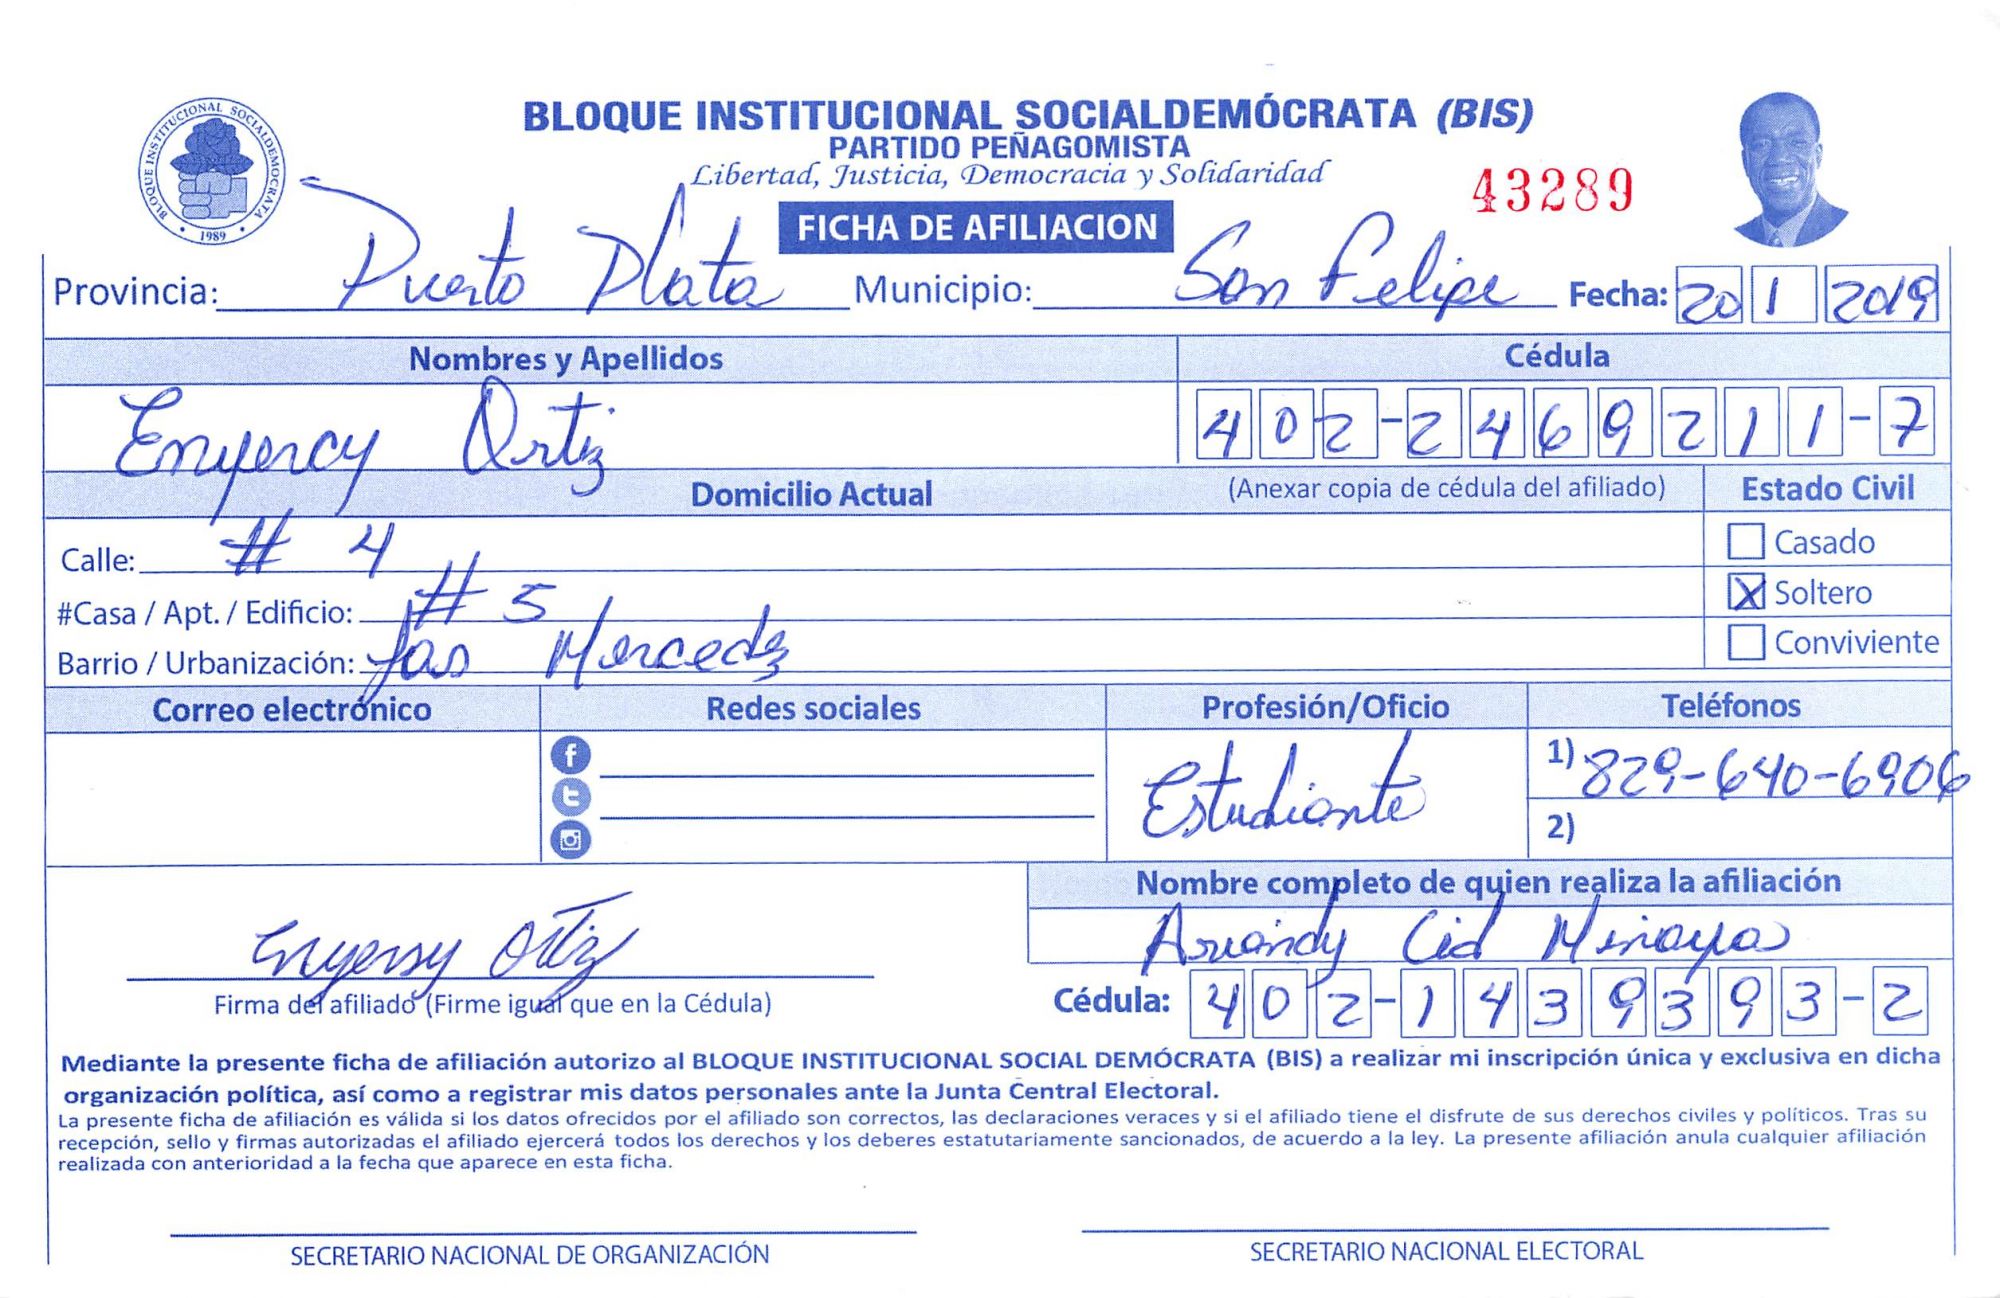 BLOQUE INSTITUCIONAL SOCIALDEMOCRATA
1989
BLOQUE INSTITUCIONAL SOCIALDEMÓCRATA (BIS)
PARTIDO PEÑAGOMISTA
Libertad, Justicia, Democracia y Solidaridad
43289
FICHA DE AFILIACION
Provincia: Puerto Plata Municipio: San Felipe Fecha: 20 1 2019
Nombres y Apellidos Cédula
Enyercy Ortiz 402-2469211-7
Domicilio Actual (Anexar copia de cédula del afiliado) Estado Civil
Calle: # 4 Casado
#Casa / Apt. / Edificio: # 5 X Soltero
Barrio / Urbanización: Las Mercedes Conviviente
Correo electrónico Redes sociales Profesión/Oficio Teléfonos
Estudiante 1) 829-640-6906
2)
Nombre completo de quien realiza la afiliación
Enyersy Ortiz Cid Minaya
Firma del afiliado (Firme igual que en la Cédula) Cédula: 402-1439393-2
Mediante la presente ficha de afiliación autorizo al BLOQUE INSTITUCIONAL SOCIAL DEMÓCRATA (BIS) a realizar mi inscripción única y exclusiva en dicha
organización política, así como a registrar mis datos personales ante la Junta Central Electoral.
La presente ficha de afiliación es válida si los datos ofrecidos por el afiliado son correctos, las declaraciones veraces y si el afiliado tiene el disfrute de sus derechos civiles y políticos. Tras su
recepción, sello y firmas autorizadas el afiliado ejercerá todos los derechos y los deberes estatutariamente sancionados, de acuerdo a la ley. La presente afiliación anula cualquier afiliación
realizada con anterioridad a la fecha que aparece en esta ficha.
SECRETARIO NACIONAL DE ORGANIZACIÓN SECRETARIO NACIONAL ELECTORAL